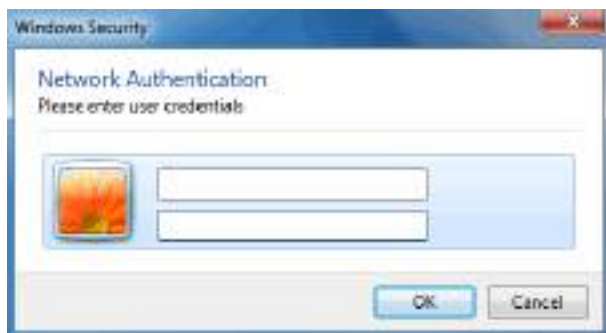 Windows Security
Network Authentication
Please enter user credentials
OK
Cancel